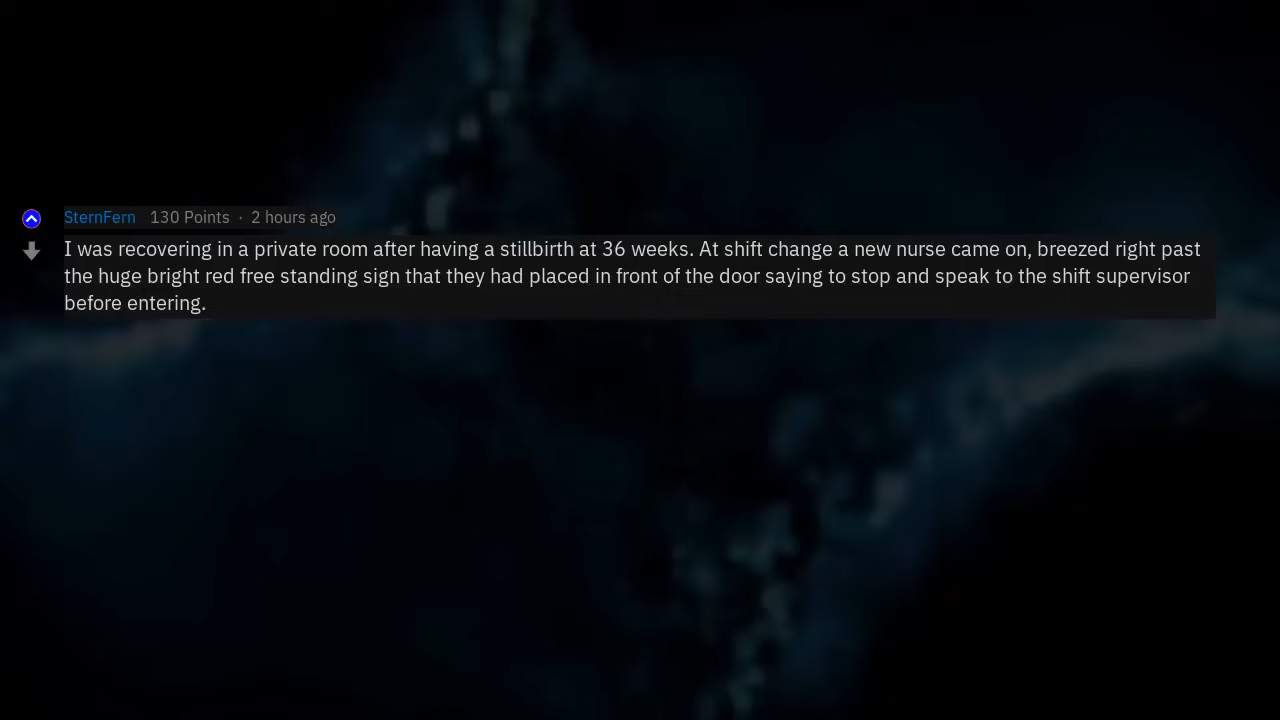 SternFern 130 Points · 2 hours ago
I was recovering in a private room after having a stillbirth at 36 weeks. At shift change a new nurse came on, breezed right past
the huge bright red free standing sign that they had placed in front of the door saying to stop and speak to the shift supervisor
before entering.